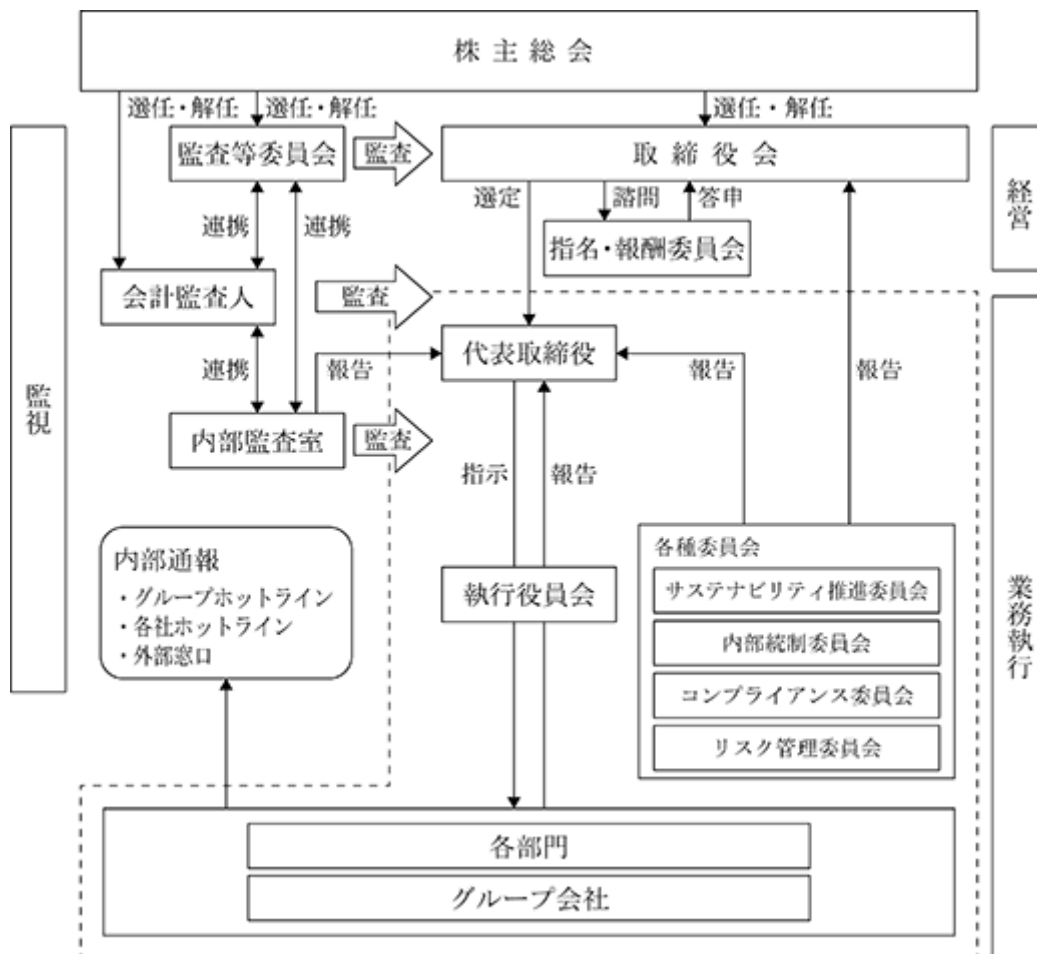 株主総会
選任・解任
選任・解任
選任・解任
監視
監査等委員会
監査
取締役会
経営
連携
連携
選定
諮問
答申
指名・報酬委員会
会計監査人
監査
連携
報告
代表取締役
報告
報告
内部監査室
監査
指示
報告
業務執行
内部通報
・グループホットライン
・各社ホットライン
・外部窓口
執行役員会
各種委員会
サステナビリティ推進委員会
内部統制委員会
コンプライアンス委員会
リスク管理委員会
各部門
グループ会社